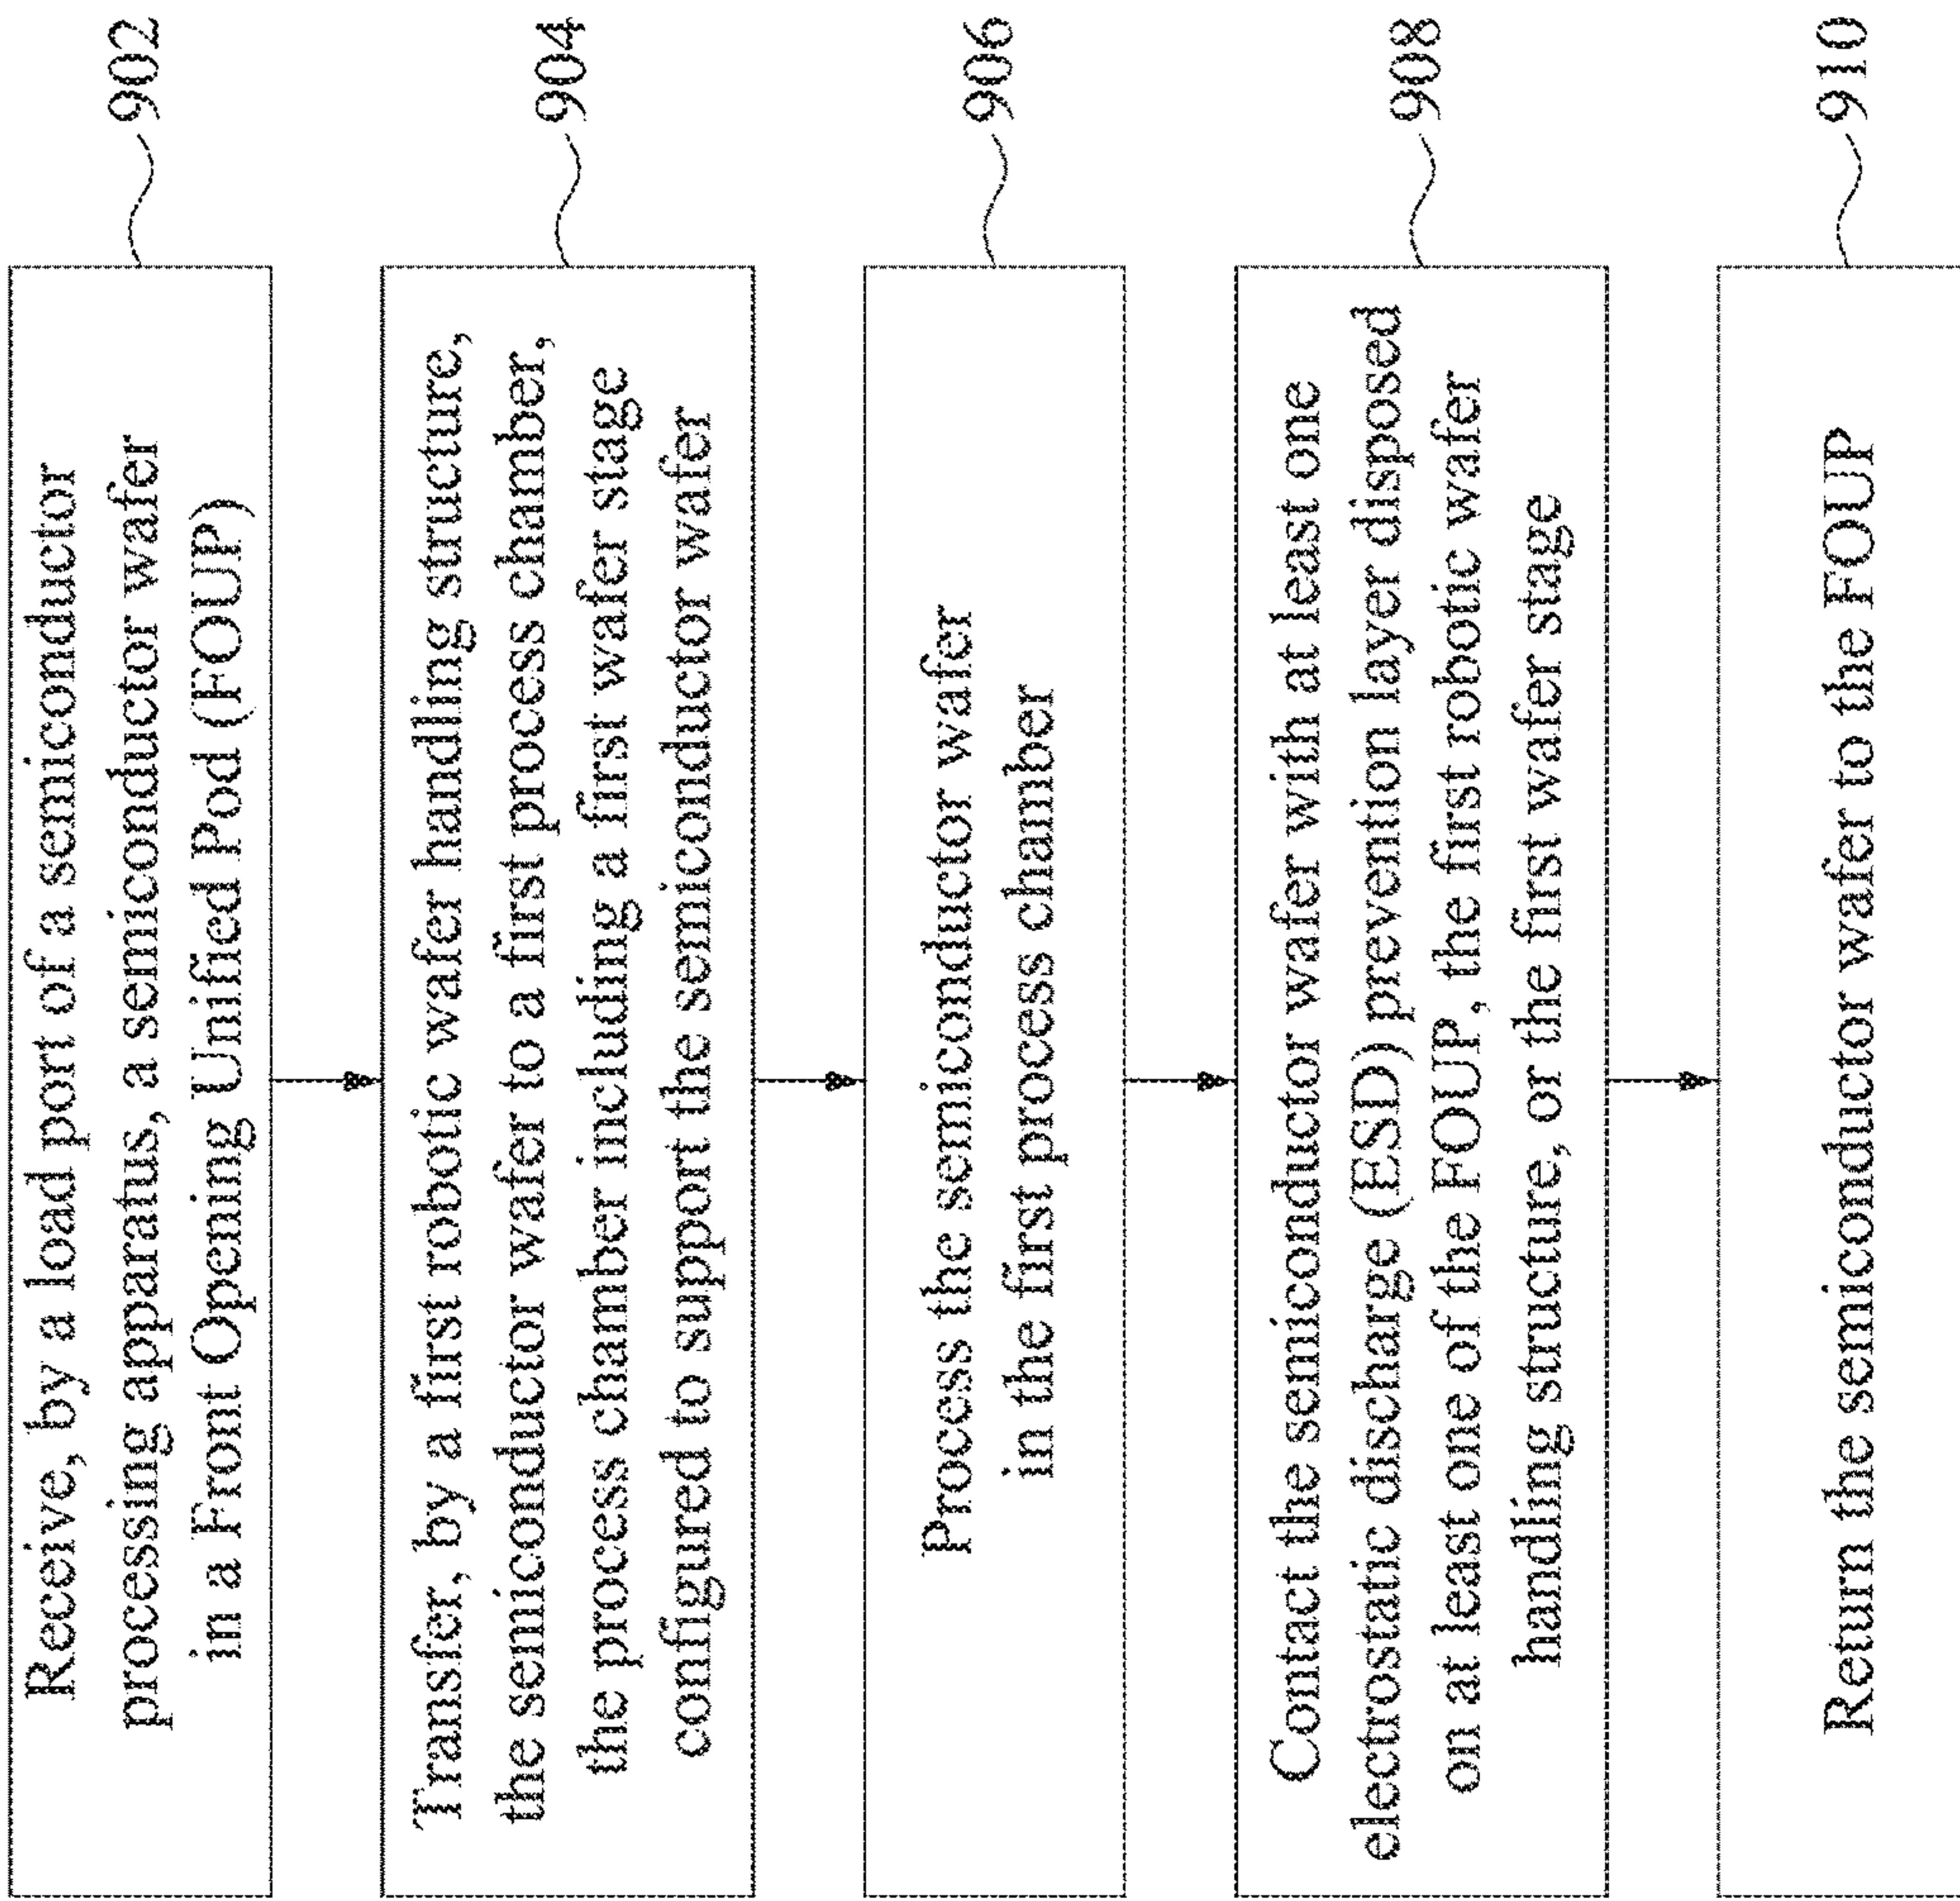 Receive, by a load port of a semiconductor
processing apparatus, a semiconductor wafer
in a Front Opening Unified Pod (FOUP)
902
Transfer, by a first robotic wafer handling structure,
the semiconductor wafer to a first process chamber,
the process chamber including a first wafer stage
configured to support the semiconductor wafer
904
Process the semiconductor wafer
in the first process chamber
906
Contact the semiconductor wafer with at least one
electrostatic discharge (ESD) prevention layer disposed
on at least one of the FOUP, the first robotic wafer
handling structure, or the first wafer stage
908
Return the semiconductor wafer to the FOUP
910